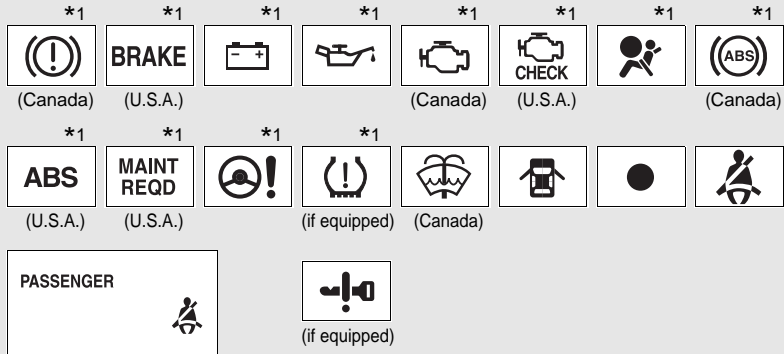 *1 *1 *1 *1 *1 *1 *1 *1
BRAKE CHECK ABS
(Canada) (U.S.A.) (Canada) (U.S.A.) (Canada)
*1 *1 *1 *1
ABS MAINT REQD
(U.S.A.) (U.S.A.) (if equipped) (Canada)
PASSENGER
(if equipped)